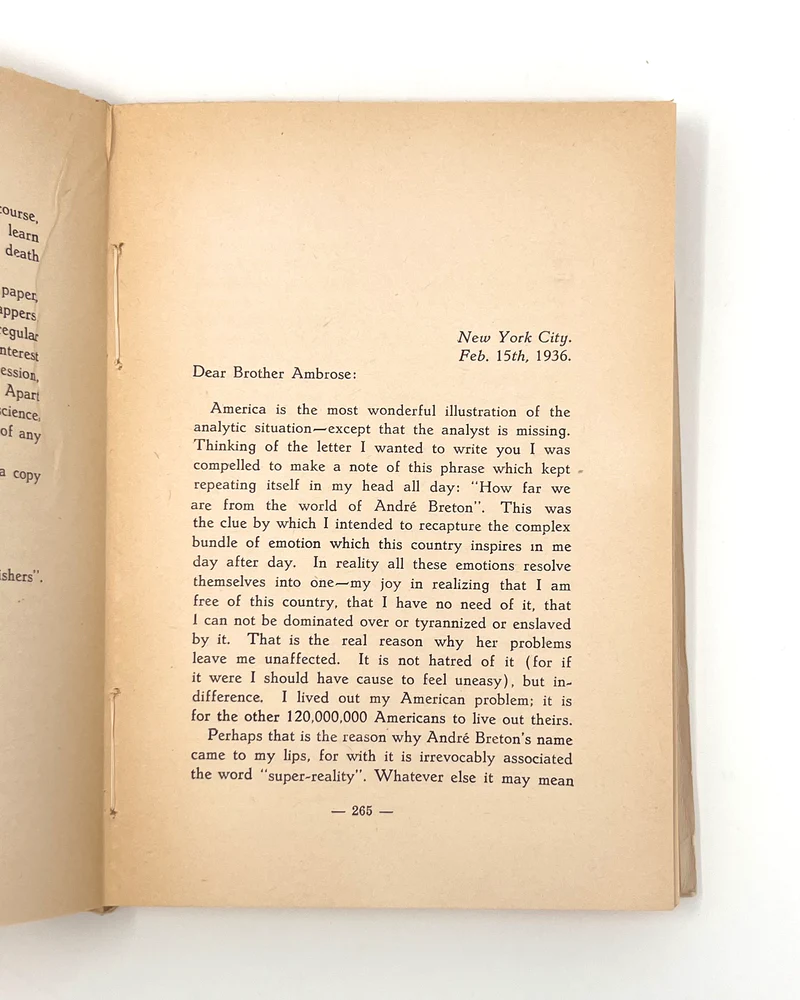 course,
learn
death
paper,
appers
regular
nterest
ession,
Apart
science,
of any
a copy
ishers".
New York City.
Feb. 15th, 1936.
Dear Brother Ambrose:
America is the most wonderful illustration of the
analytic situation—except that the analyst is missing.
Thinking of the letter I wanted to write you I was
compelled to make a note of this phrase which kept
repeating itself in my head all day: "How far we
are from the world of André Breton". This was
the clue by which I intended to recapture the complex
bundle of emotion which this country inspires in me
day after day. In reality all these emotions resolve
themselves into one—my joy in realizing that I am
free of this country, that I have no need of it, that
I can not be dominated over or tyrannized or enslaved
by it. That is the real reason why her problems
leave me unaffected. It is not hatred of it (for if
it were I should have cause to feel uneasy), but in-
difference. I lived out my American problem; it is
for the other 120,000,000 Americans to live out theirs.
Perhaps that is the reason why André Breton's name
came to my lips, for with it is irrevocably associated
the word "super-reality". Whatever else it may mean
— 265 —